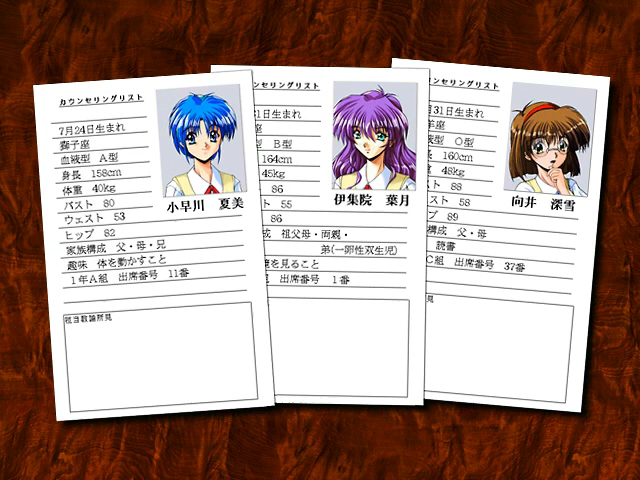 カウンセリングリスト
7月24日生まれ
獅子座
血液型 A型
身長 158cm
体重 40kg
バスト 80
ウェスト 53
ヒップ 82
家族構成 父・母・兄
趣味 体を動かすこと
1年A組 出席番号 11番
小早川 夏美
担当教諭所見
カウンセリングリスト
1日生まれ
座
型 B型
164cm
45kg
86
ト 55
86
成 祖父母・両親・
弟(一卵性双生児)
を見ること
組 出席番号 1番
伊集院 葉月
カウンセリングリスト
月31日生まれ
羊座
液型 O型
長 160cm
重 48kg
スト 88
スト 58
プ 89
構成 父・母
読書
C組 出席番号 37番
向井 深雪
見